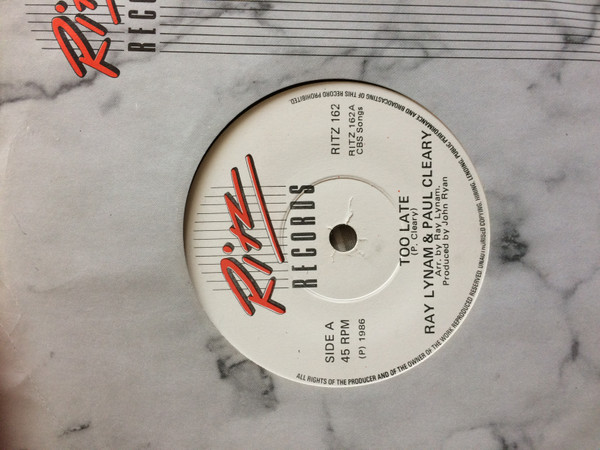 Ritz
REC
Ritz
RECORDS
SIDE A
45 RPM
(P) 1986
RITZ 162
RITZ 162A
CBS Songs
TOO LATE
(P. Cleary)
RAY LYNAM & PAUL CLEARY
Arr. by Ray Lynam.
Produced by John Ryan
ALL RIGHTS OF THE PRODUCER AND OF THE OWNER OF THE WORK REPRODUCED RESERVED. UNAUTHORISED COPYING, HIRING, LENDING, PUBLIC PERFORMANCE AND BROADCASTING OF THIS RECORD PROHIBITED.